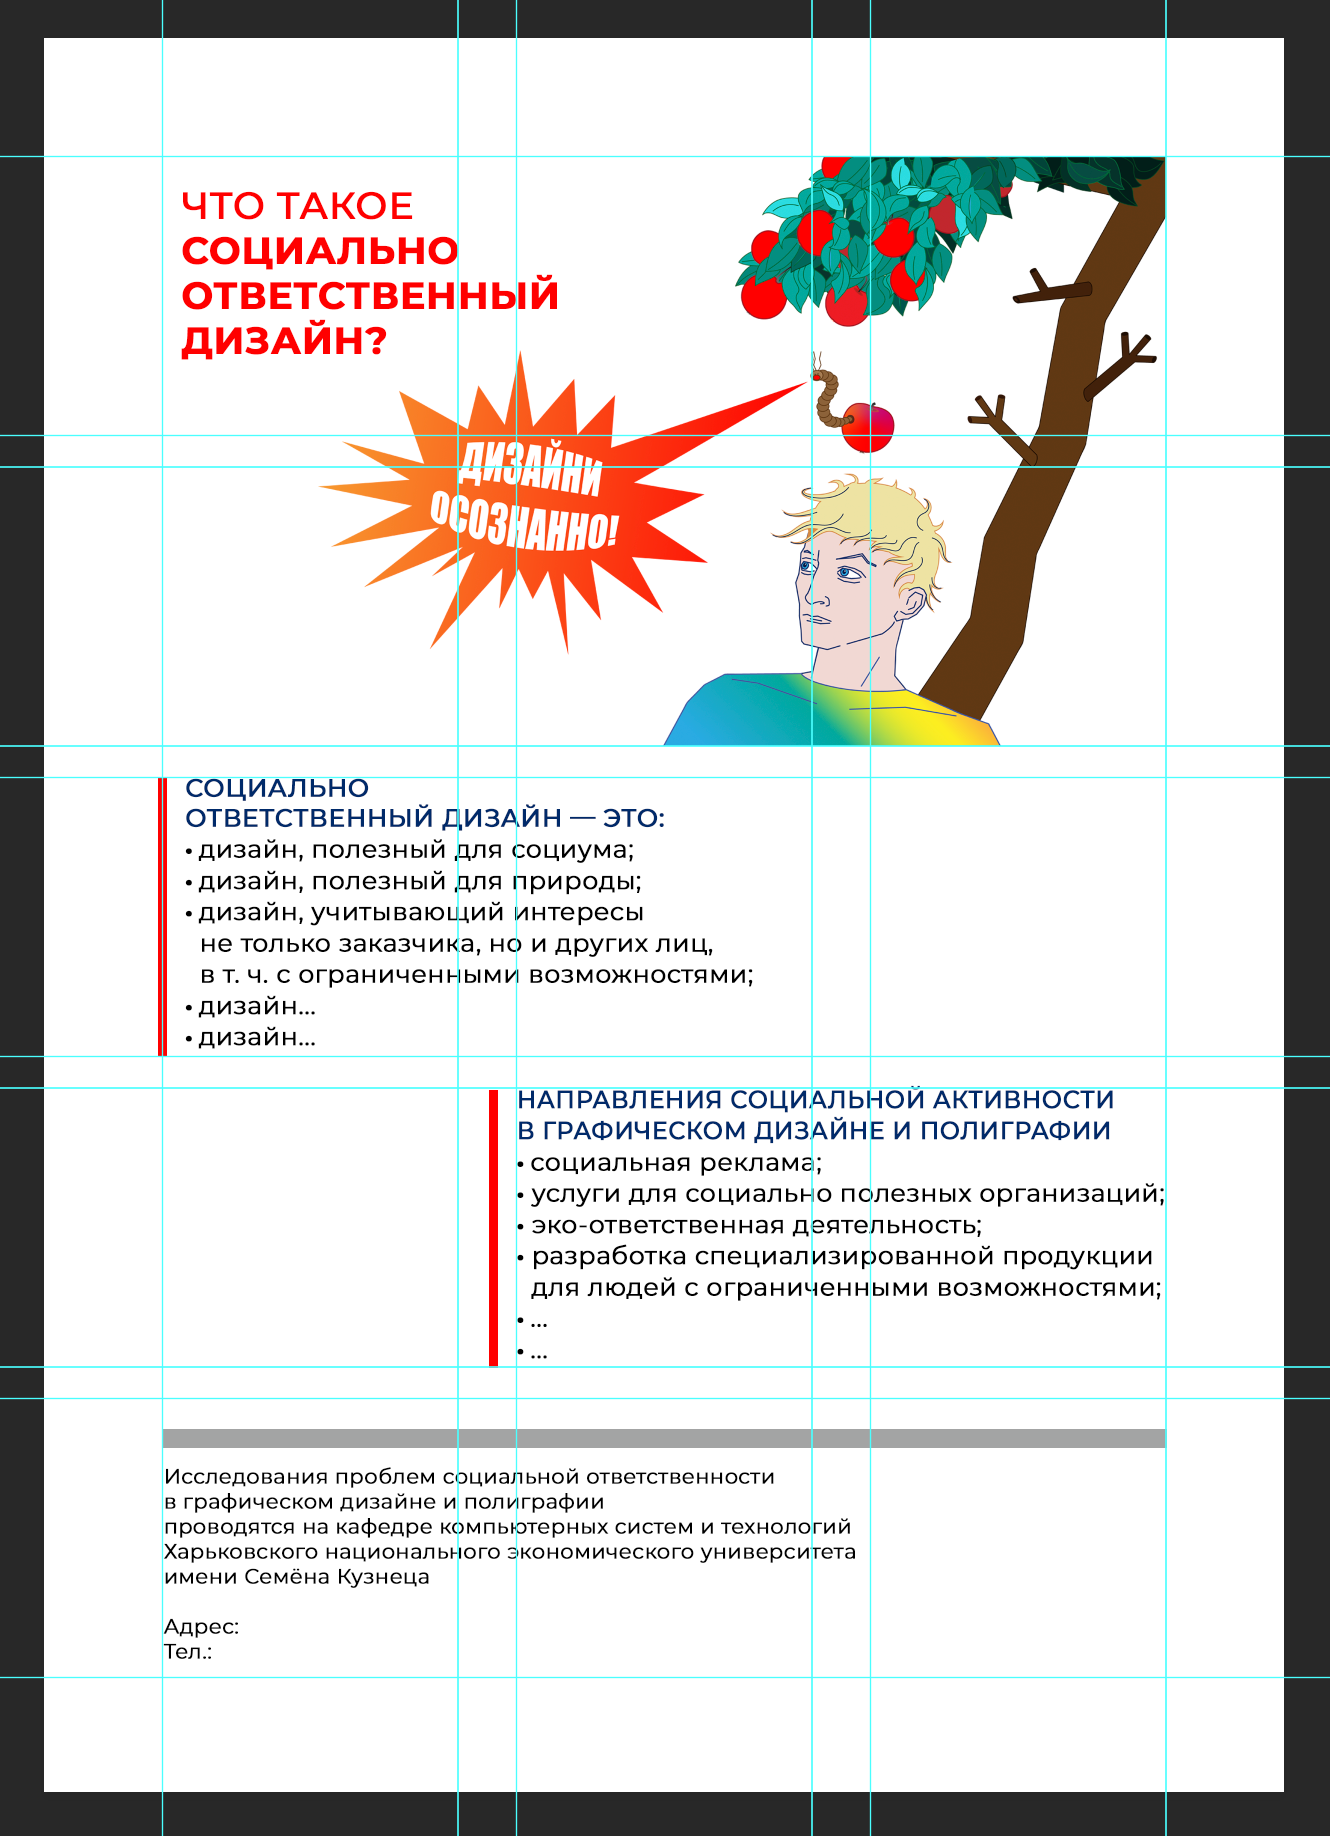 ЧТО ТАКОЕ
СОЦИАЛЬНО
ОТВЕТСТВЕННЫЙ
ДИЗАЙН?
ДИЗАЙНИ
ОСОЗНАННО!
СОЦИАЛЬНО
ОТВЕТСТВЕННЫЙ ДИЗАЙН — ЭТО:
• дизайн, полезный для социума;
• дизайн, полезный для природы;
• дизайн, учитывающий интересы
не только заказчика, но и других лиц,
в т. ч. с ограниченными возможностями;
• дизайн...
• дизайн...
НАПРАВЛЕНИЯ СОЦИАЛЬНОЙ АКТИВНОСТИ
В ГРАФИЧЕСКОМ ДИЗАЙНЕ И ПОЛИГРАФИИ
• социальная реклама;
• услуги для социально полезных организаций;
• эко-ответственная деятельность;
• разработка специализированной продукции
для людей с ограниченными возможностями;
• ...
• ...
Исследования проблем социальной ответственности
в графическом дизайне и полиграфии
проводятся на кафедре компьютерных систем и технологий
Харьковского национального экономического университета
имени Семёна Кузнеца
Адрес:
Тел.: